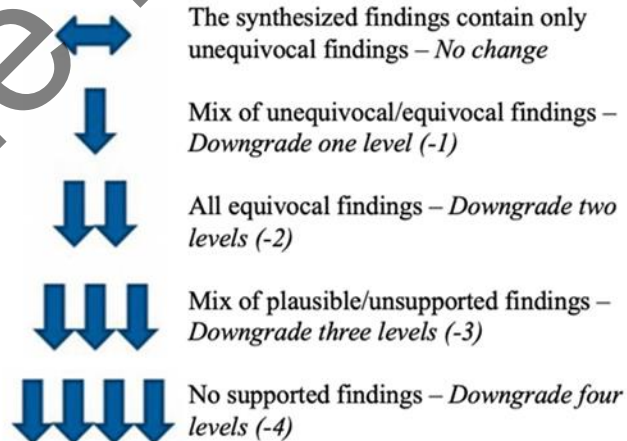 The synthesized findings contain only
unequivocal findings – No change
Mix of unequivocal/equivocal findings –
Downgrade one level (-1)
All equivocal findings – Downgrade two
levels (-2)
Mix of plausible/unsupported findings –
Downgrade three levels (-3)
No supported findings – Downgrade four
levels (-4)